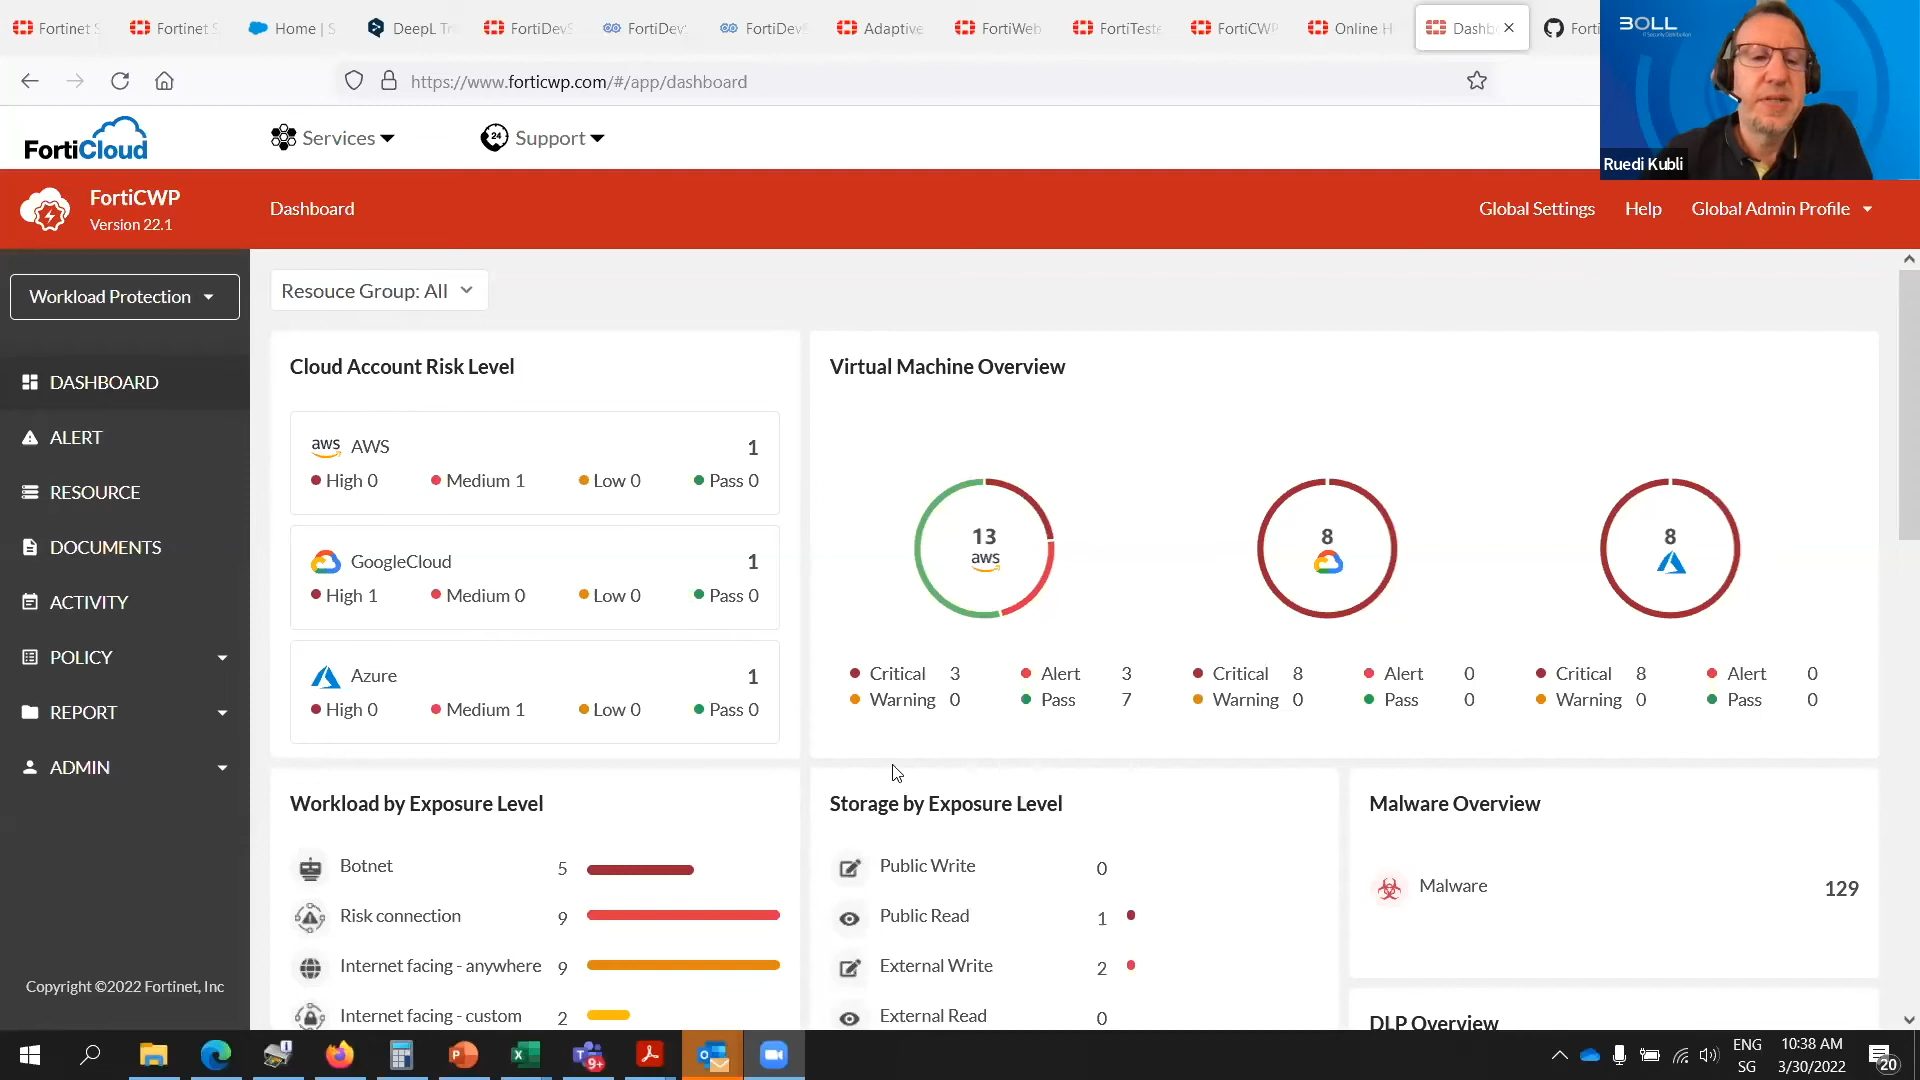 Fortinet S
Fortinet S
Home | S
DeepL Tr
FortiDevS
FortiDev
FortiDev
Adaptive
FortiWeb
FortiTeste
FortiCWP
Online H
Dashb
Forti
BOLL
IT Security Distribution
https://www.forticwp.com/#/app/dashboard
Ruedi Kubli
FortiCloud
Services
24
Support
FortiCWP
Version 22.1
Dashboard
Global Settings
Help
Global Admin Profile
Workload Protection
DASHBOARD
ALERT
RESOURCE
DOCUMENTS
ACTIVITY
POLICY
REPORT
ADMIN
Copyright ©2022 Fortinet, Inc
Resouce Group: All
Cloud Account Risk Level
aws AWS 1
High 0 Medium 1 Low 0 Pass 0
GoogleCloud 1
High 1 Medium 0 Low 0 Pass 0
Azure 1
High 0 Medium 1 Low 0 Pass 0
Virtual Machine Overview
13
aws
8
8
Critical 3 Alert 3
Warning 0 Pass 7
Critical 8 Alert 0
Warning 0 Pass 0
Critical 8 Alert 0
Warning 0 Pass 0
Workload by Exposure Level
Botnet 5
Risk connection 9
Internet facing - anywhere 9
Internet facing - custom 2
Storage by Exposure Level
Public Write 0
Public Read 1
External Write 2
External Read 0
Malware Overview
Malware 129
DLP Overview
9+
ENG
SG
10:38 AM
3/30/2022
20